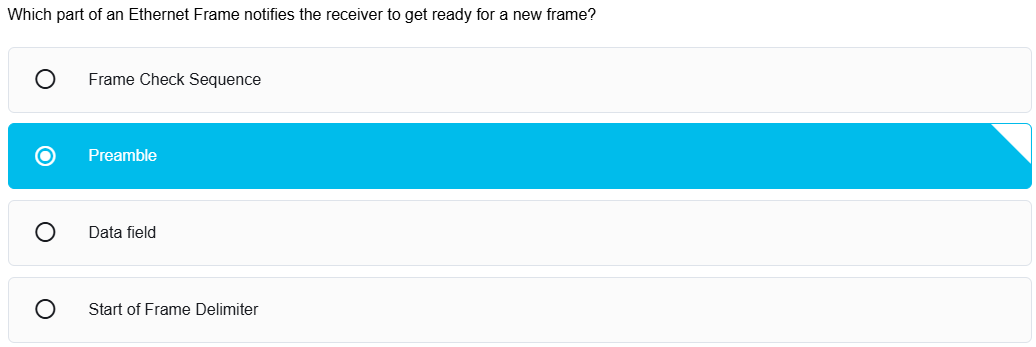 Which part of an Ethernet Frame notifies the receiver to get ready for a new frame?
Frame Check Sequence
Preamble
Data field
Start of Frame Delimiter